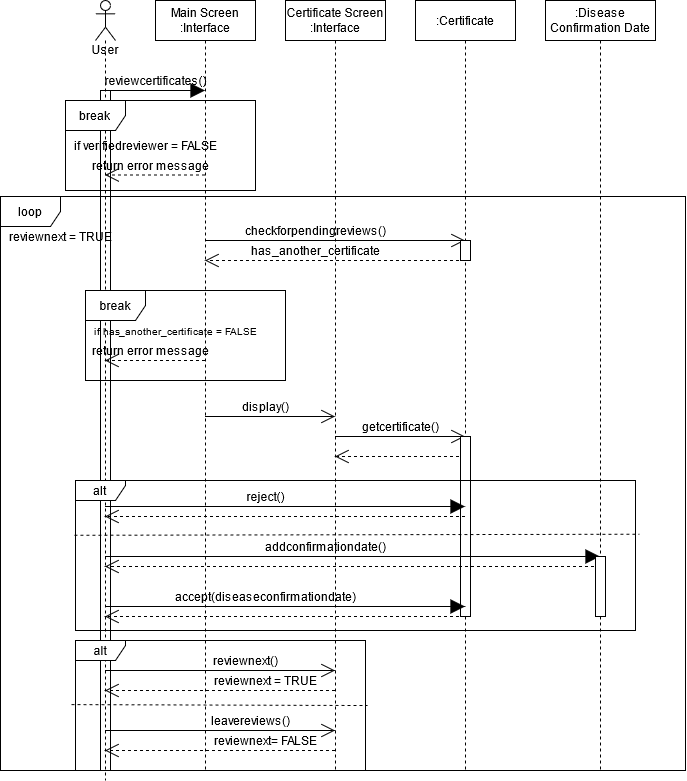 User
Main Screen
:Interface
Certificate Screen
:Interface
:Certificate
:Disease
Confirmation Date
reviewcertificates()
break
if verifiedreviewer = FALSE
return error message
loop
reviewnext = TRUE
checkforpendingreviews()
has_another_certificate
break
if has_another_certificate = FALSE
return error message
display()
getcertificate()
alt
reject()
addconfirmationdate()
accept(diseaseconfirmationdate)
alt
reviewnext()
reviewnext = TRUE
leavereviews()
reviewnext= FALSE